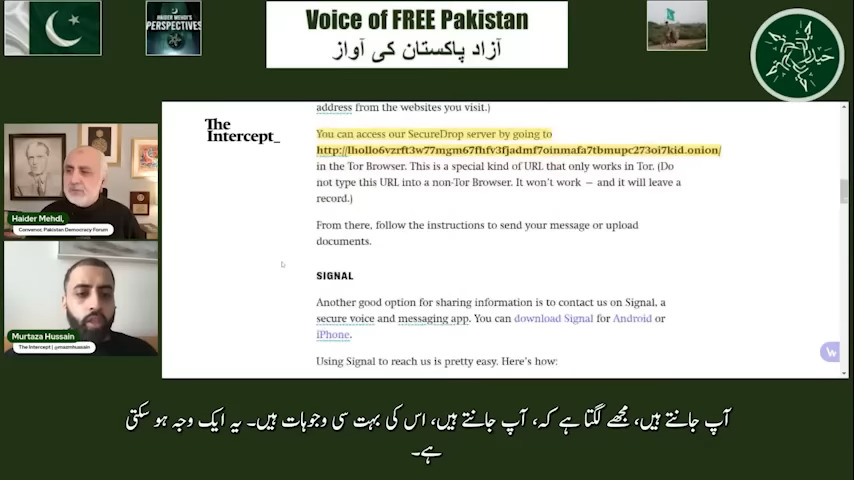 Voice of FREE Pakistan
آزاد پاکستان کی آواز
HAIDER MEHDI'S
PERSPECTIVES
The
Intercept_
address from the websites you visit.)
You can access our SecureDrop server by going to
http://lhollo6vzrft3w77mgm67fhfv3fjadmf7oinmafa7tbmupc273oi7kid.onion/
in the Tor Browser. This is a special kind of URL that only works in Tor. (Do
not type this URL into a non-Tor Browser. It won't work — and it will leave a
record.)
From there, follow the instructions to send your message or upload
documents.
SIGNAL
Another good option for sharing information is to contact us on Signal, a
secure voice and messaging app. You can download Signal for Android or
iPhone.
Using Signal to reach us is pretty easy. Here's how:
Haider Mehdi,
Convenor, Pakistan Democracy Forum
Murtaza Hussain
The Intercept | @mazmhussain
آپ جانتے ہیں، مجھے لگتا ہے کہ، آپ جانتے ہیں، اس کی بہت سی وجوہات ہیں۔ یہ ایک وجہ ہو سکتی
ہے۔